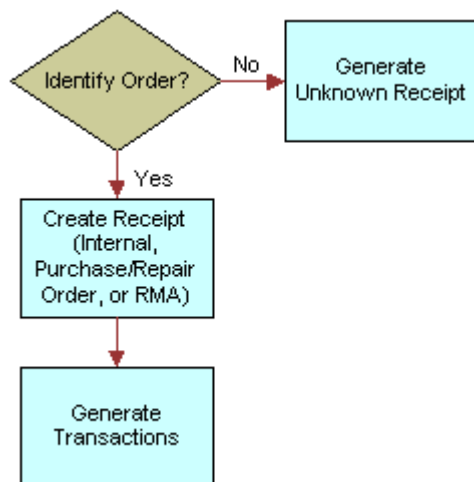 Identify Order?
No
Generate
Unknown Receipt
Yes
Create Receipt
(Internal,
Purchase/Repair
Order, or RMA)
Generate
Transactions